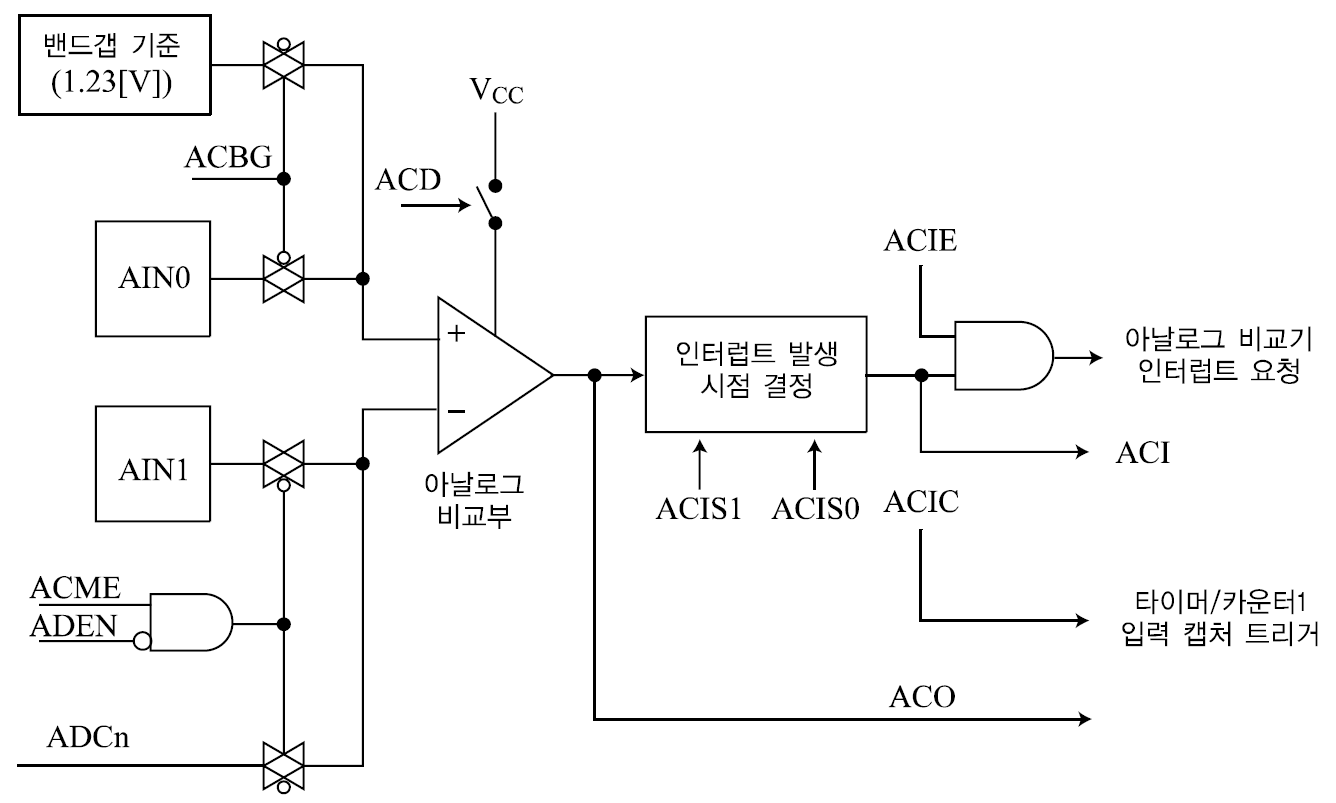 밴드갭 기준
(1.23[V])
VCC
ACBG
ACD
ACIE
AIN0
+
인터럽트 발생
시점 결정
아날로그 비교기
인터럽트 요청
−
AIN1
ACI
아날로그
비교부
ACIS1
ACIS0
ACIC
ACME
ADEN
타이머/카운터1
입력 캡처 트리거
ACO
ADCn